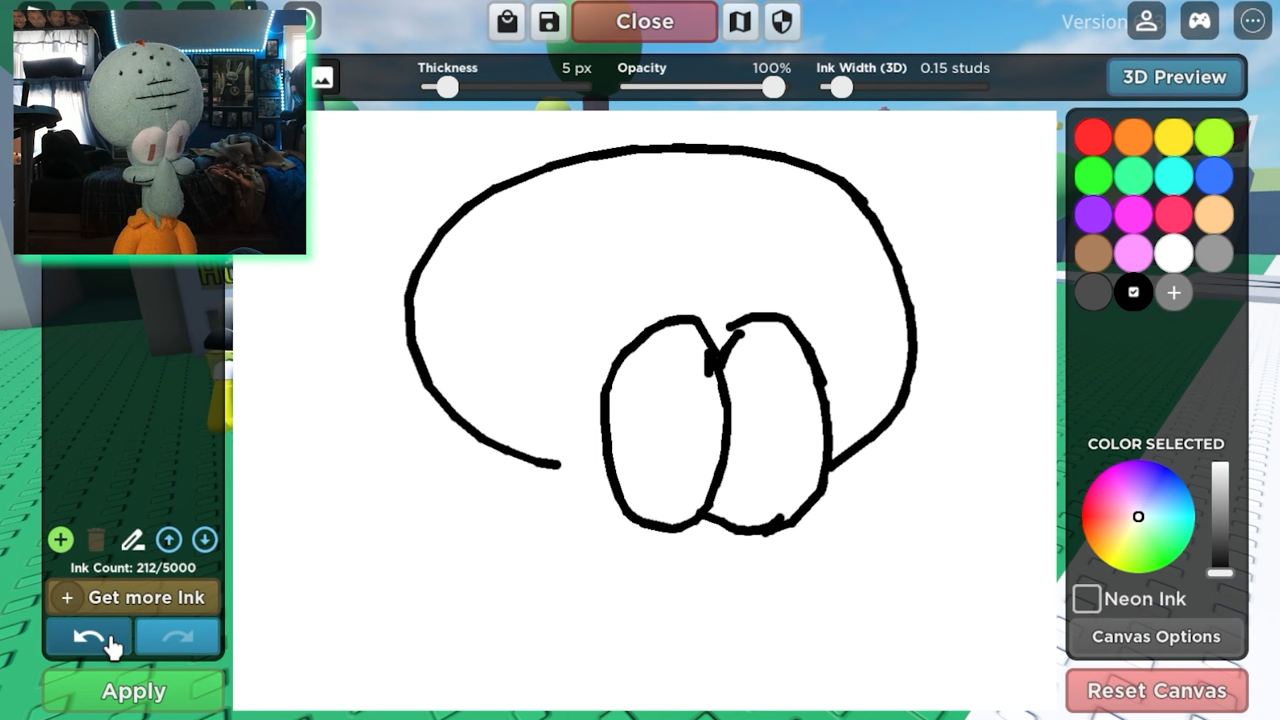 Close
Version
Thickness
5 px
Opacity
100%
Ink Width (3D)
0.15 studs
3D Preview
COLOR SELECTED
Neon Ink
Canvas Options
Reset Canvas
Ink Count: 212/5000
+ Get more Ink
Apply